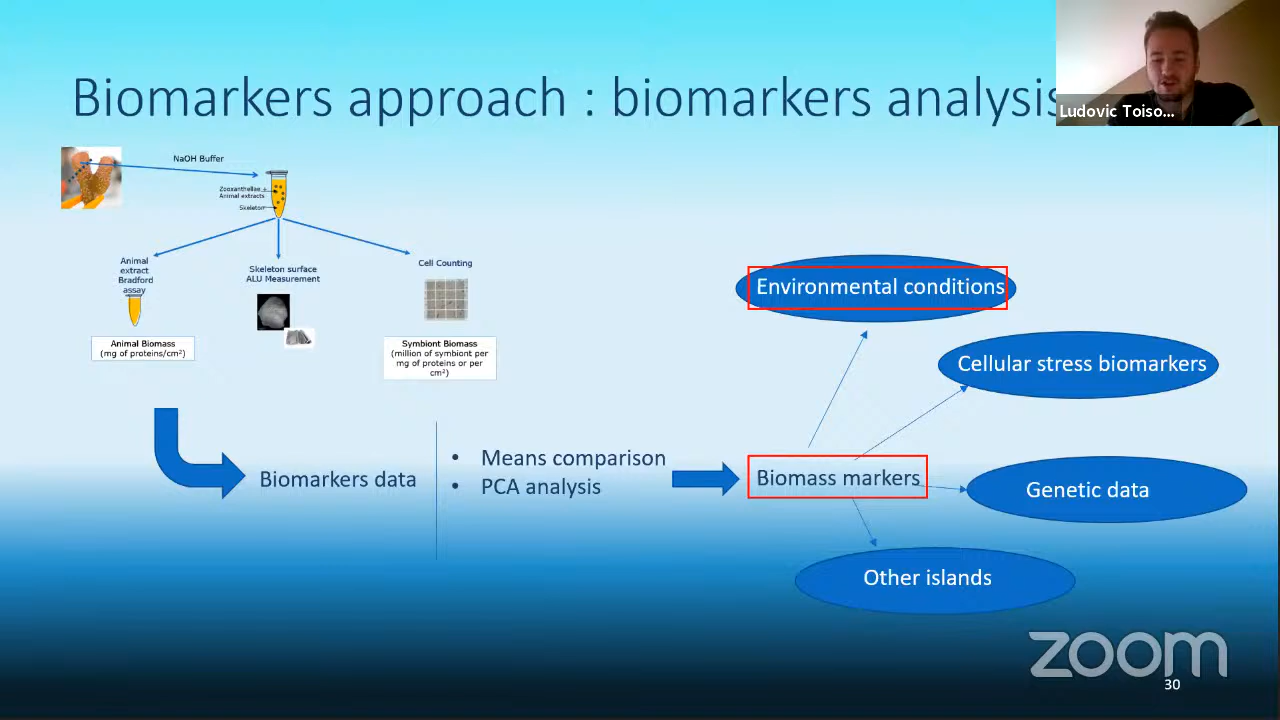 Biomarkers approach : biomarkers analysis
Ludovic Toiso...
NaOH Buffer
Zooxanthellae +
Animal extracts
Skeleton
Animal
extract
Bradford
assay
Skeleton surface
ALU Measurement
Cell Counting
Animal Biomass
(mg of proteins/cm²)
Symbiont Biomass
(million of symbiont per
mg of proteins or per
cm²)
Environmental conditions
Cellular stress biomarkers
Biomarkers data
• Means comparison
• PCA analysis
Biomass markers
Genetic data
Other islands
zoom
30